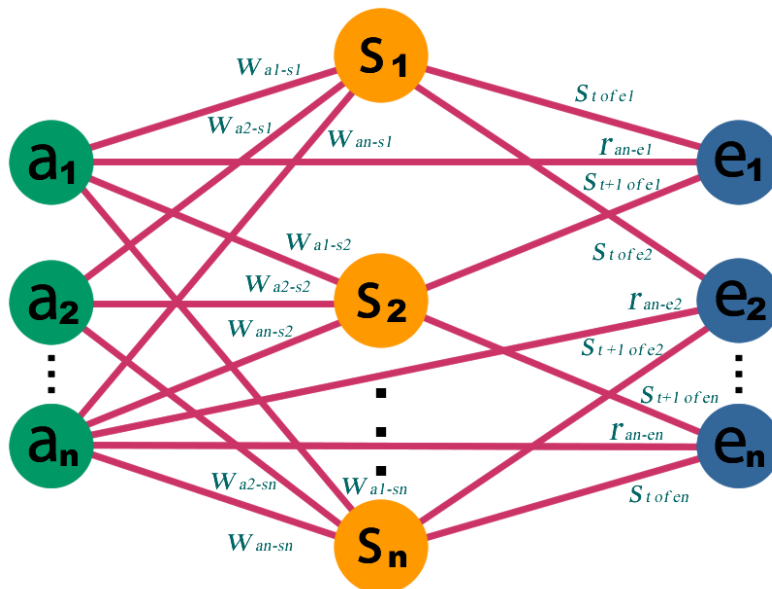 s1
wa1-s1
st of e1
wa2-s1
wan-s1
ran-e1
a1
e1
st+1 of e1
wa1-s2
st of e2
wa2-s2
a2
s2
ran-e2
e2
wan-s2
st+1 of e2
st+1 of en
ran-en
an
en
wa2-sn
wa1-sn
st of en
wan-sn
sn